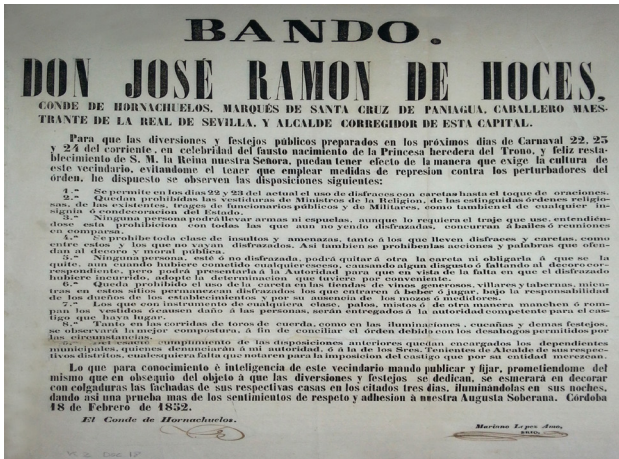 BANDO.
DON JOSÉ RAMON DE HOCES,
CONDE DE HORNACHUELOS, MARQUÉS DE SANTA CRUZ DE PANIAGUA, CABALLERO MAES-
TRANTE DE LA REAL DE SEVILLA, Y ALCALDE CORREGIDOR DE ESTA CAPITAL.
Para que las diversiones y festejos públicos preparados en los próximos dias de Carnaval 22, 23
y 24 del corriente, en celebridad del fausto nacimiento de la Princesa heredera del Trono, y feliz resta-
blecimiento de S. M. la Reina nuestra Señora, puedan tener efecto de la manera que exige la cultura de
este vecindario, evitandome el tener que emplear medidas de represion contra los perturbadores del
órden, he dispuesto se observen las disposiciones siguientes:
1.ª Se permite en los dias 22 y 23 del actual el uso de disfraces con caretas hasta el toque de oraciones.
2.ª Quedan prohibidas las vestiduras de Ministros de la Religion, de las estinguidas órdenes religio-
sas, de las existentes, trages de funcionarios públicos y de Militares, como tambien el de cualquier in-
signia ó condecoracion del Estado.
3.ª Ninguna persona podrá llevar armas ni espuelas, aunque lo requiera el traje que use, entendién-
dose esta prohibicion con todas las que aun no yendo disfrazadas, concurran á bailes ó reuniones
en comparsa.
4.ª Se prohibe toda clase de insultos y amenazas, tanto á los que lleven disfraces y caretas, como
entre estos y los que no vayan disfrazados. Asi tambien se prohiben las acciones y palabras que ofen-
dan al decoro y moral pública.
5.ª Ninguna persona, esté ó no disfrazada, podrá quitar á otra la careta ni obligarla á que se la
quite, aun cuando hubiere cometido cualquier esceso, causando algun disgusto ó faltando al decoro cor-
respondiente, pero podrá presentarla á la Autoridad para que en vista de la falta en que el disfrazado
hubiere incurrido, adopte la determinacion que tuviere por conveniente.
6.ª Queda prohibido el uso de la careta en las tiendas de vinos generosos, villares y tabernas, mien-
tras en estos sitios permanezcan disfrazados los que entraren á beber ó jugar, bajo la responsabilidad
de los dueños de los establecimientos y por su ausencia de los mozos ó medidores.
7.ª Los que con instrumento de cualquiera clase, palos, mistos ó de otra manera manchen ó rom-
pan los vestidos ó causen daño á las personas, serán entregados á la autoridad competente para el cas-
tigo que haya lugar.
8.ª Tanto en las corridas de toros de cuerda, como en las iluminaciones, cucañas y demas festejos,
se observará la mejor compostura, á fin de conciliar el órden debido con los desahogos permitidos por
las circunstancias.
cumplimiento de las disposiciones anteriores quedan encargados los dependientes
municipales, quienes denunciarán á mi autoridad, ó á la de los Sres. Tenientes de Alcalde de sus respec-
tivos distritos, cualesquiera falta que notaren para la imposicion del castigo que por su entidad merezcan.
Lo que para conocimiento é inteligencia de este vecindario mando publicar y fijar, prometiendome del
mismo que en obsequio del objeto á que las diversiones y festejos se dedican, se esmerará en decorar
con colgaduras las fachadas de sus respectivas casas en los citados tres dias, iluminándolas en sus noches,
dando asi una prueba mas de los sentimientos de respeto y adhesion á nuestra Augusta Soberana. Córdoba
18 de Febrero de 1852.
El Conde de Hornachuelos.
Mariano Lopez Amo,
SRIO.